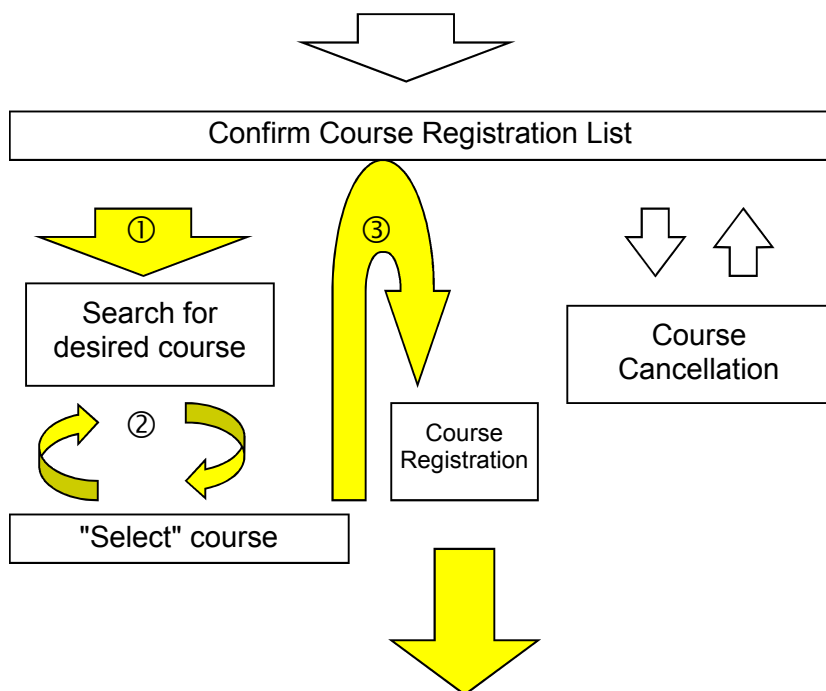 Confirm Course Registration List
①
③
Search for
desired course
Course
Cancellation
②
Course
Registration
"Select" course